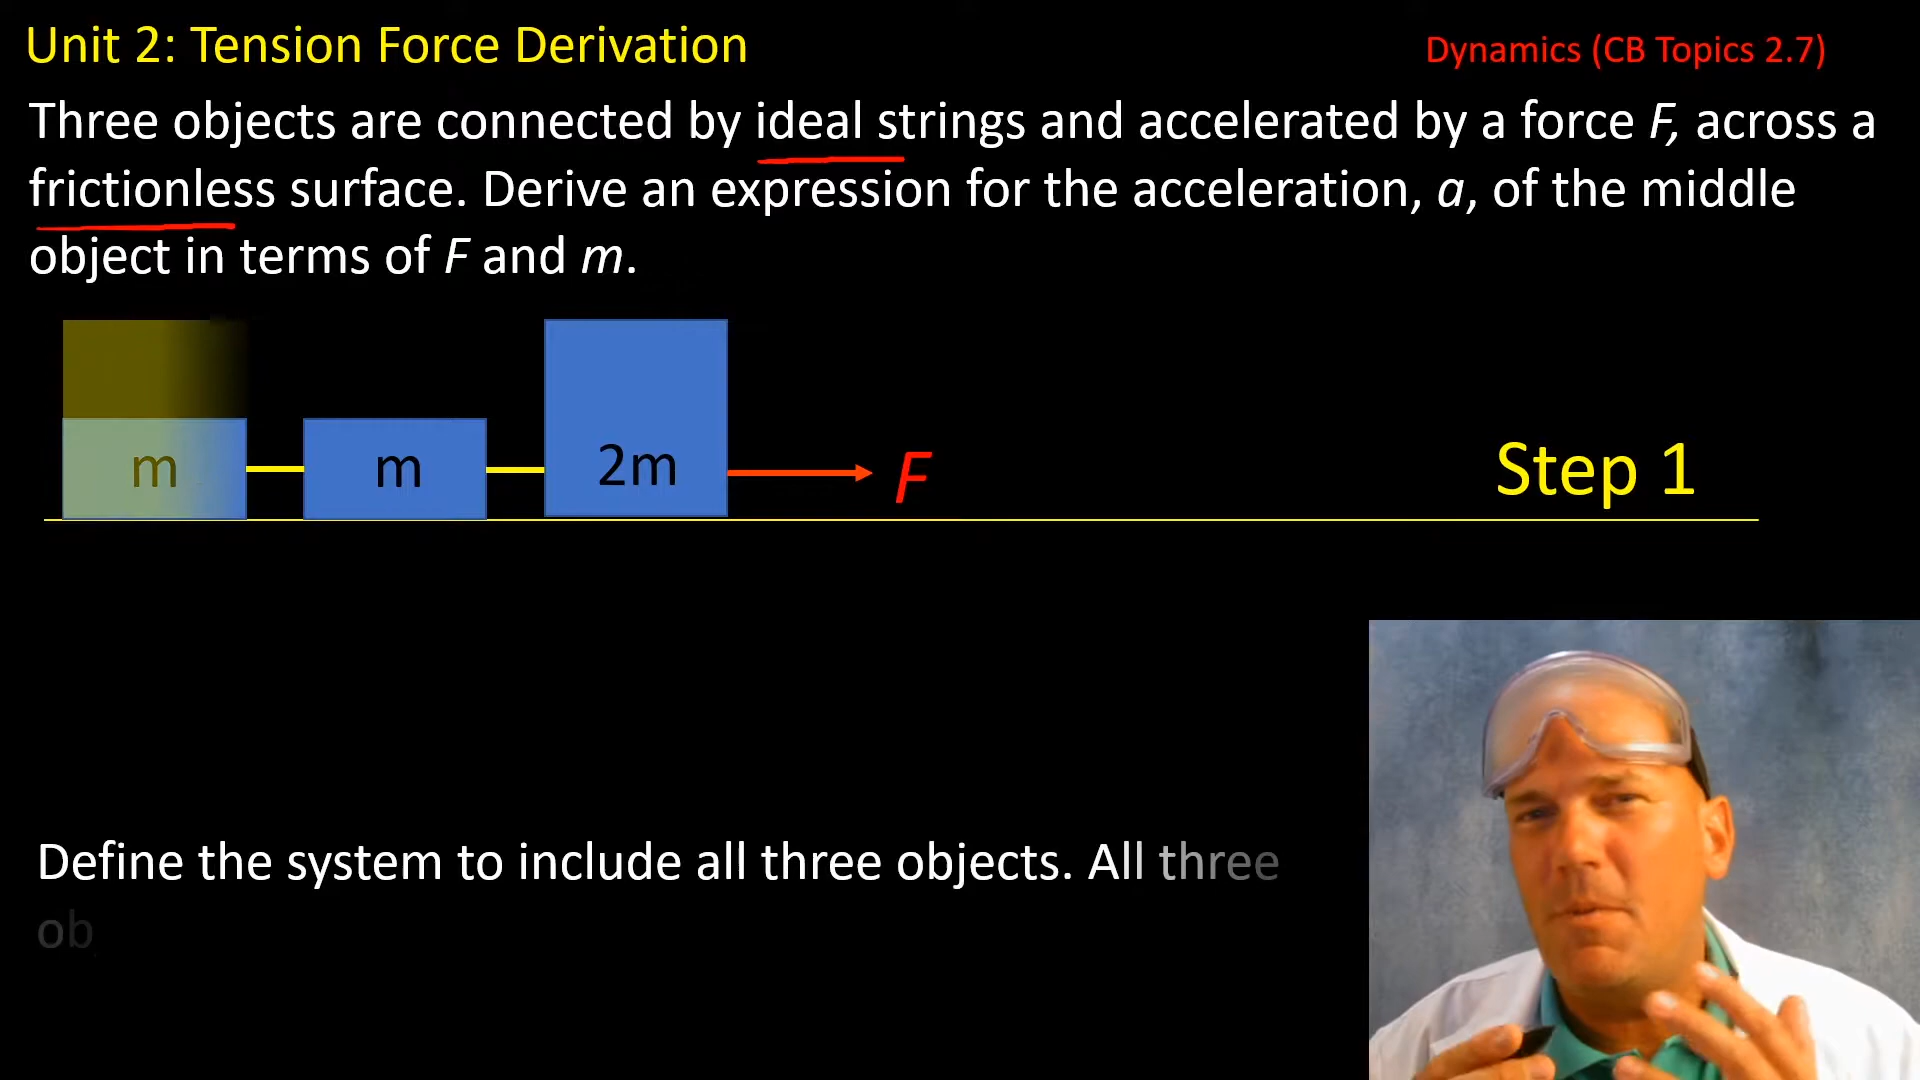 Unit 2: Tension Force Derivation
Dynamics (CB Topics 2.7)
Three objects are connected by ideal strings and accelerated by a force F, across a
frictionless surface. Derive an expression for the acceleration, a, of the middle
object in terms of F and m.
m
m
2m
F
Step 1
Define the system to include all three objects. All three
ob